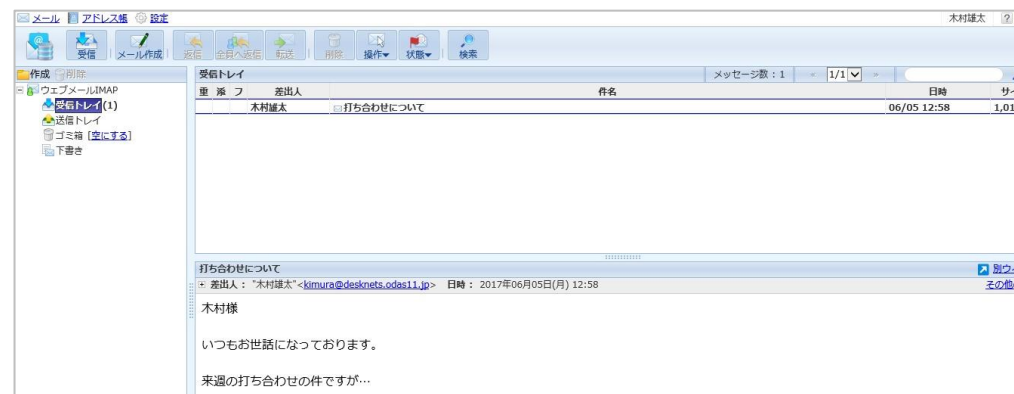 メール アドレス帳 設定 木村雄太 ?
受信 メール作成 返信 全員へ返信 転送 削除 操作▼ 状態▼ 検索
作成 削除 受信トレイ メッセージ数：1 1/1
ウェブメールIMAP 重 添 フ 差出人 件名 日時 サイ
受信トレイ(1) 木村雄太 打ち合わせについて 06/05 12:58 1,01
送信トレイ
ゴミ箱 [空にする]
下書き
打ち合わせについて 別ウィ
差出人： "木村雄太"<kimura@desknets.odas11.jp> 日時： 2017年06月05日(月) 12:58 その他
木村様
いつもお世話になっております。
来週の打ち合わせの件ですが…